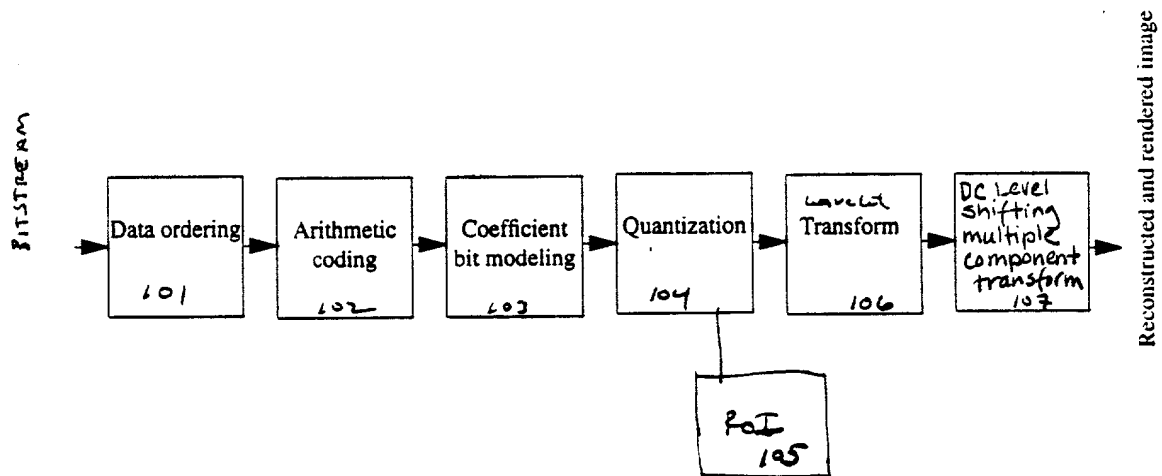 BITSTREAM
Data ordering
101
Arithmetic
coding
102
Coefficient
bit modeling
103
Quantization
104
wavelet
Transform
106
DC Level
shifting
multiple
component
transform
107
Reconstructed and rendered image
RoI
105